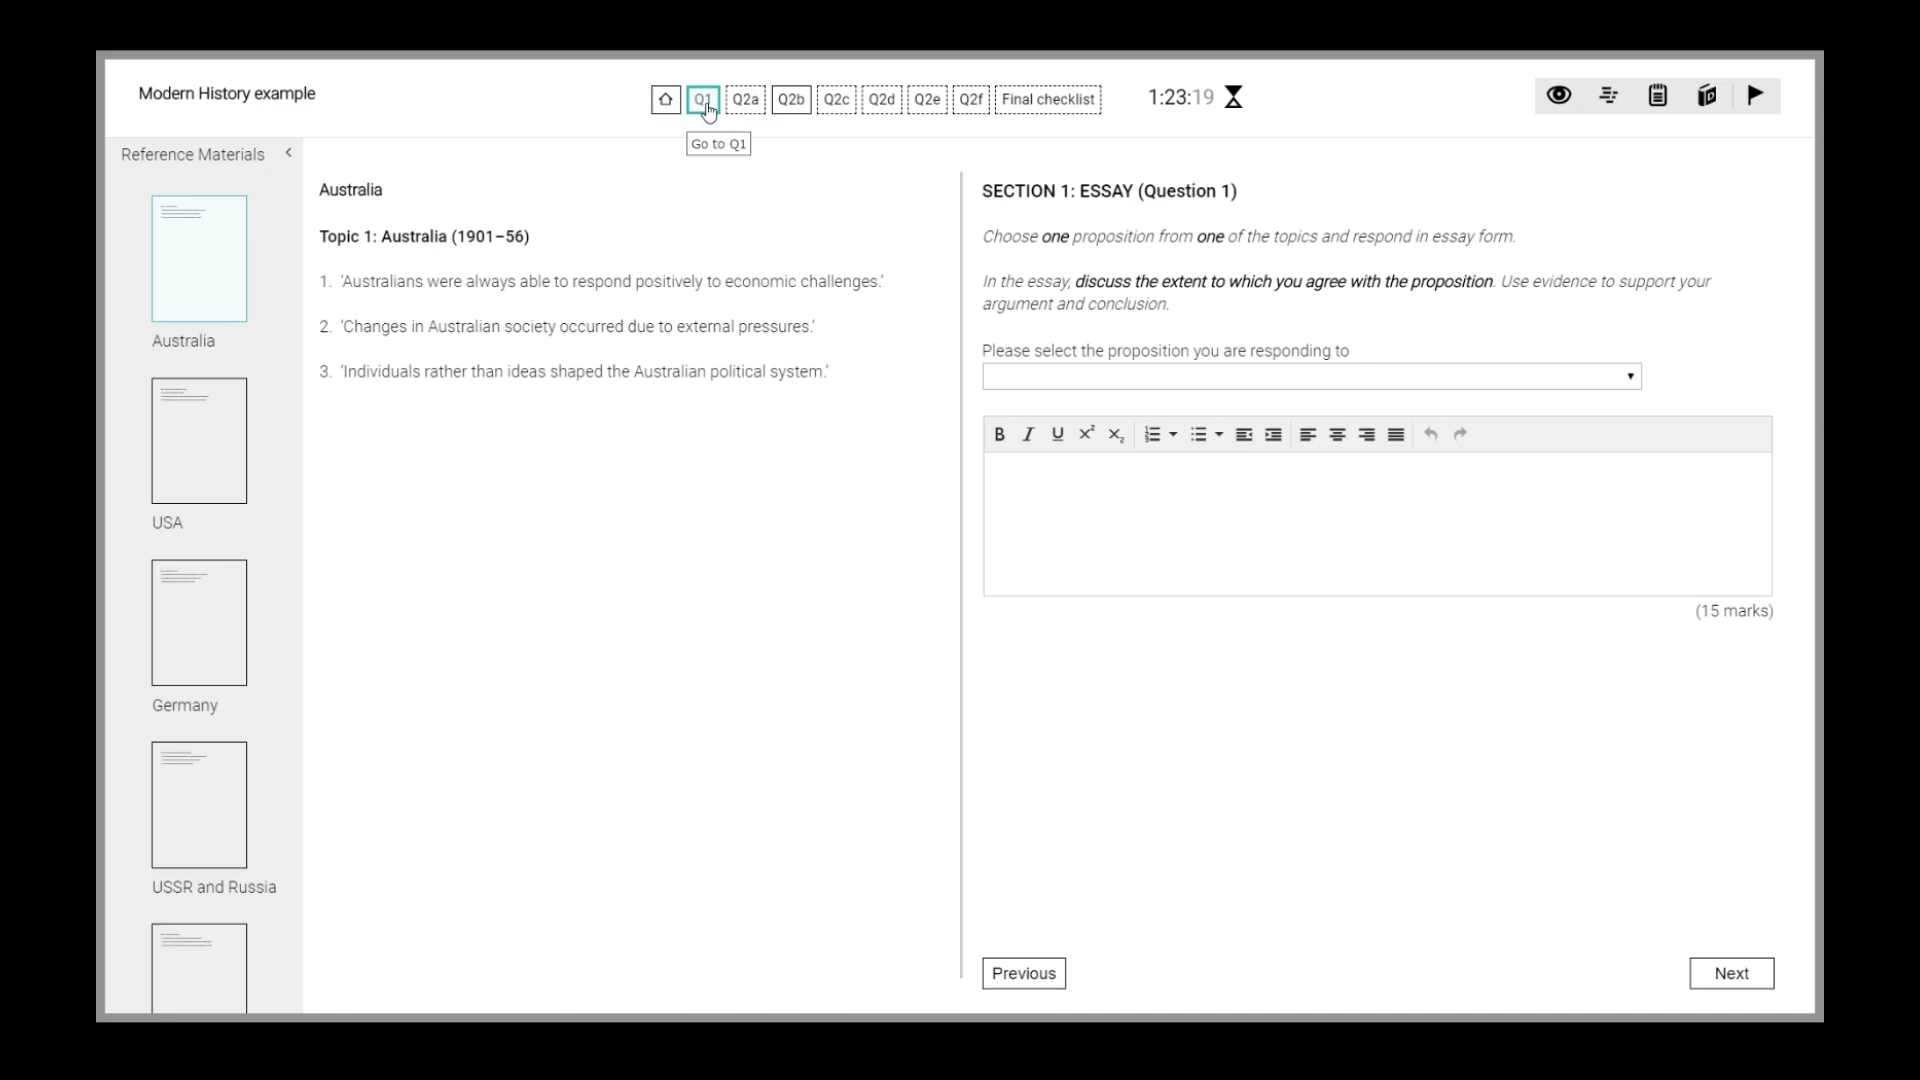 Modern History example
Q1
Q2a
Q2b
Q2c
Q2d
Q2e
Q2f
Final checklist
1:23:19
Go to Q1
Reference Materials
Australia
USA
Germany
USSR and Russia
Australia
Topic 1: Australia (1901–56)
1. ‘Australians were always able to respond positively to economic challenges.’
2. ‘Changes in Australian society occurred due to external pressures.’
3. ‘Individuals rather than ideas shaped the Australian political system.’
SECTION 1: ESSAY (Question 1)
Choose one proposition from one of the topics and respond in essay form.
In the essay, discuss the extent to which you agree with the proposition. Use evidence to support your
argument and conclusion.
Please select the proposition you are responding to
B I U X² X₂
(15 marks)
Previous
Next